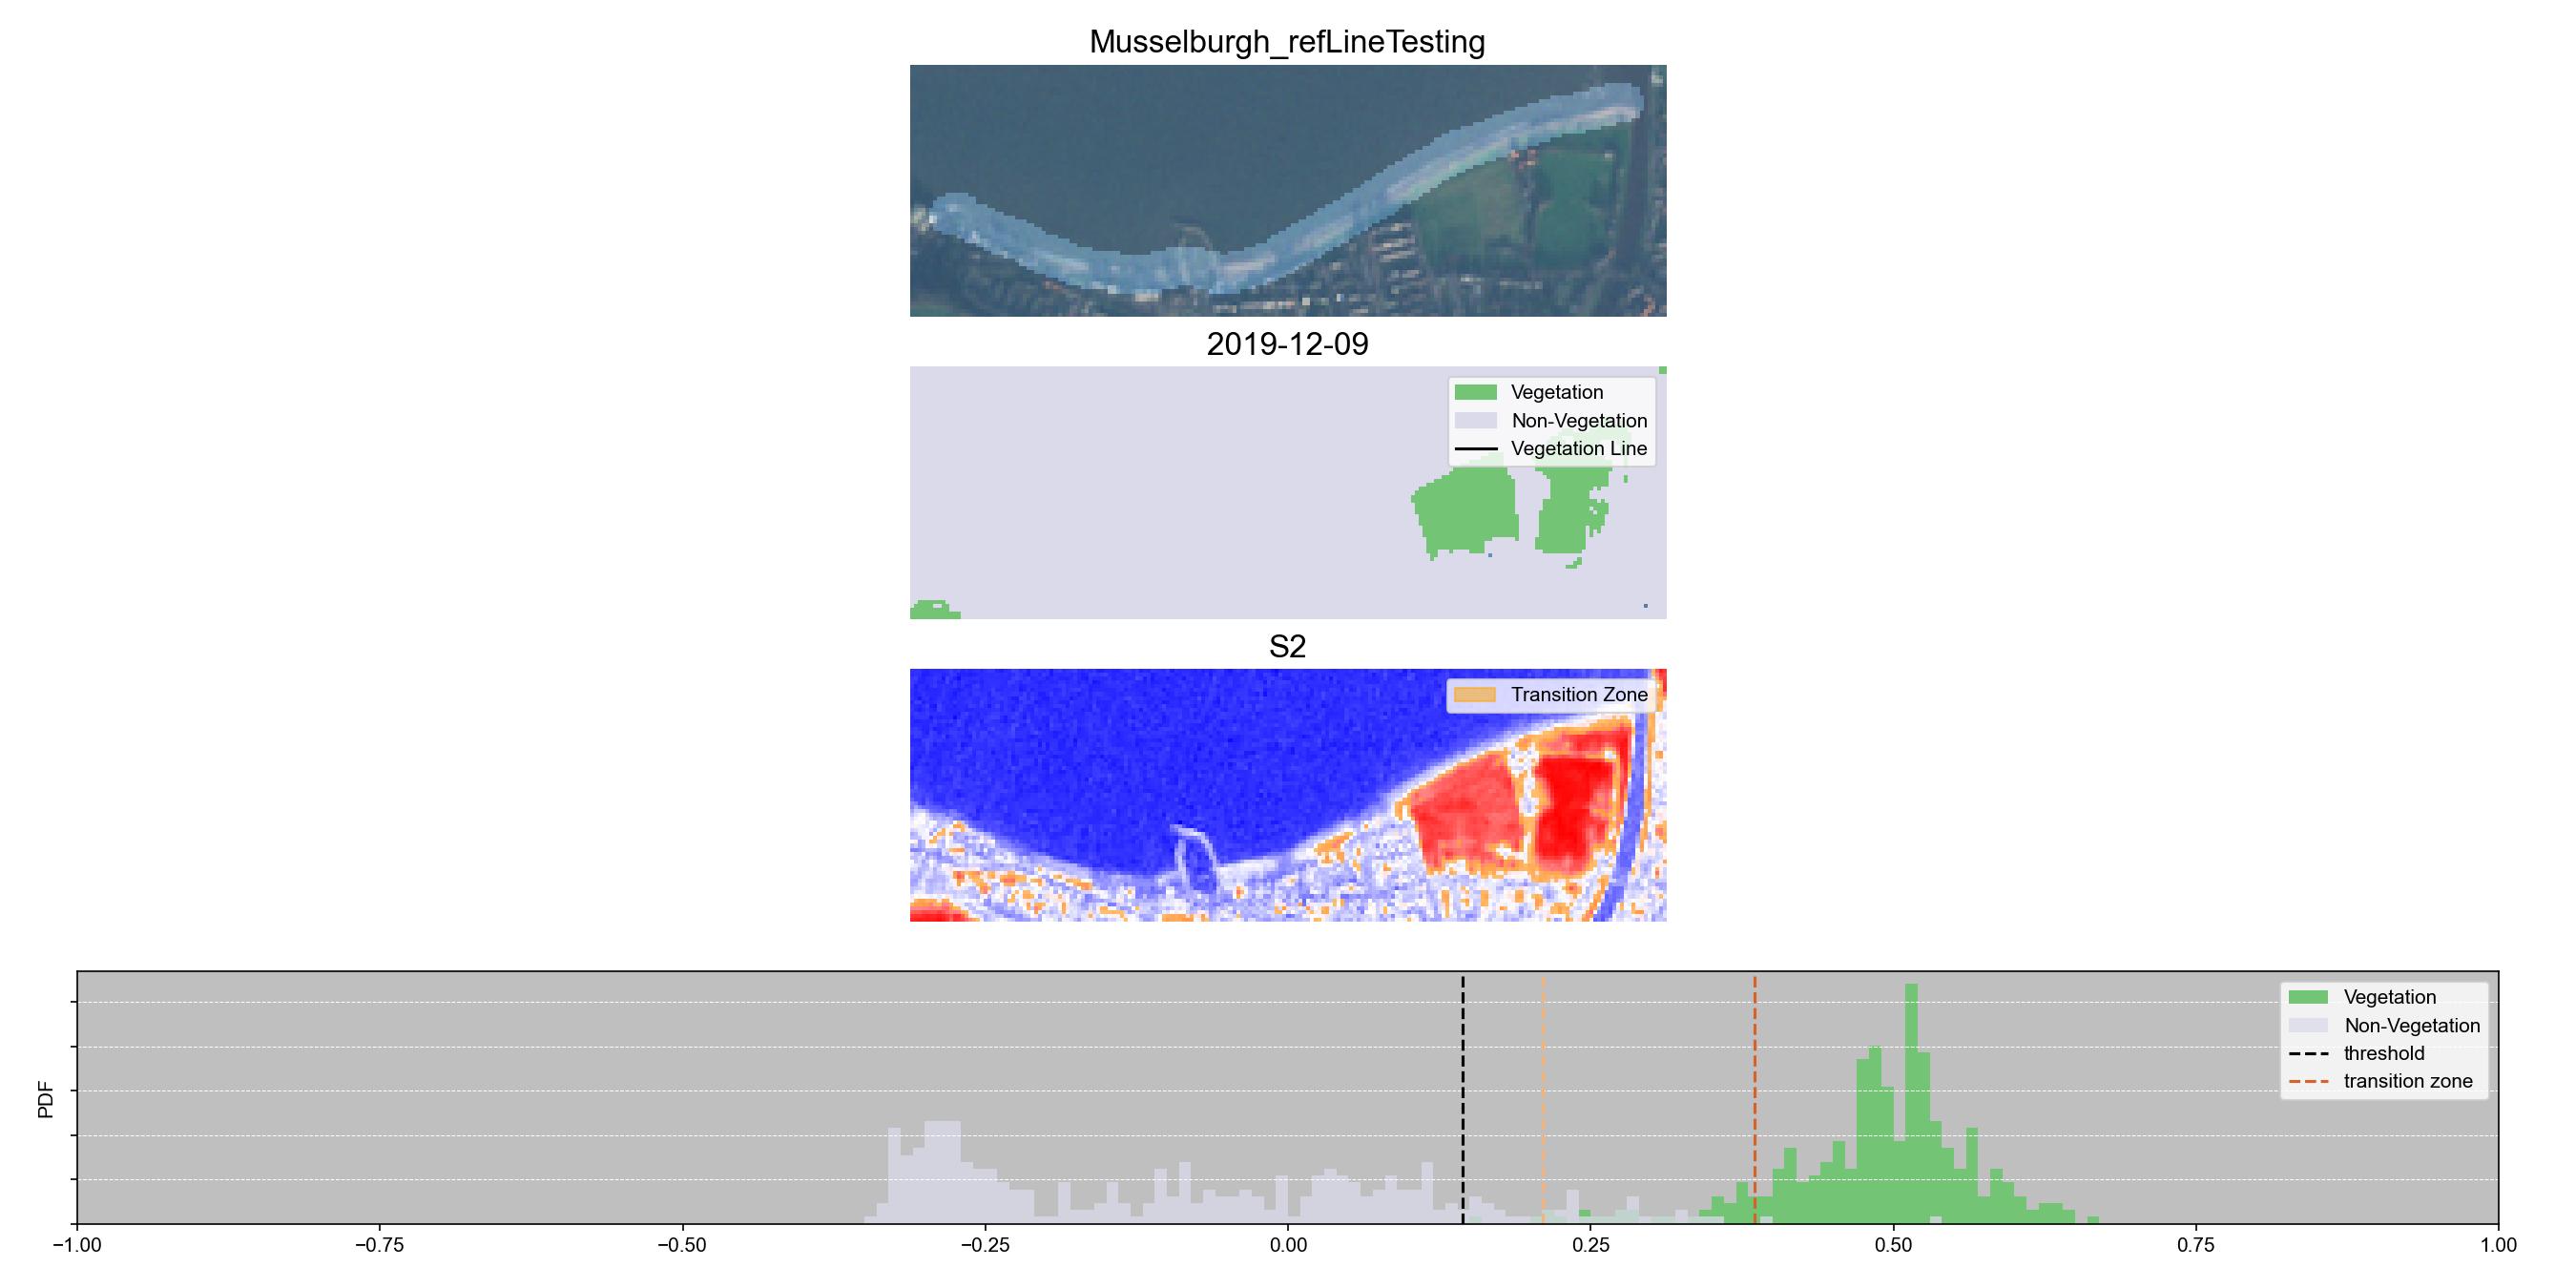 Musselburgh_refLineTesting
2019-12-09
Vegetation
Non-Vegetation
Vegetation Line
S2
Transition Zone
PDF
Vegetation
Non-Vegetation
threshold
transition zone
−1.00 −0.75 −0.50 −0.25 0.00 0.25 0.50 0.75 1.00